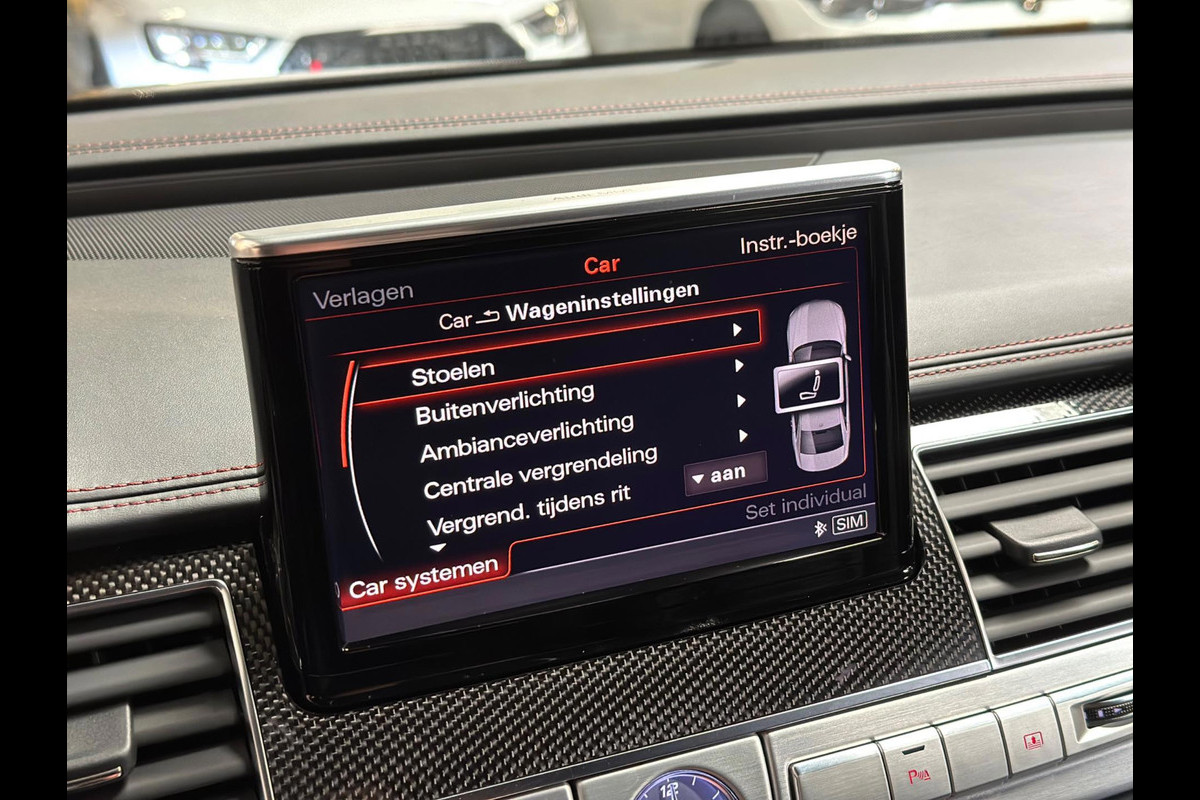 Instr.-boekje
Car
Verlagen
Car Wageninstellingen
Stoelen
Buitenverlichting
Ambianceverlichting
Centrale vergrendeling
Vergrend. tijdens rit
aan
Set individual
SIM
Car systemen
P
12